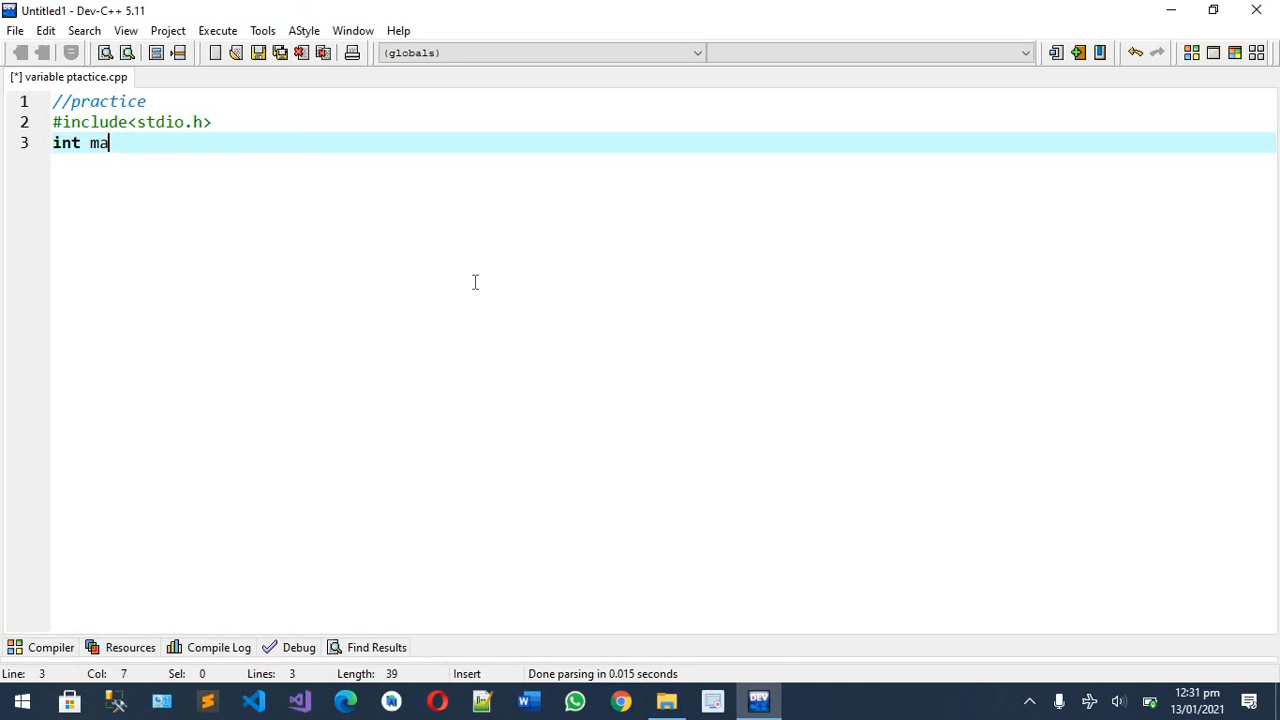 Untitled1 - Dev-C++ 5.11
File Edit Search View Project Execute Tools AStyle Window Help
(globals)
[*] variable ptactice.cpp
1 //practice
2 #include<stdio.h>
3 int ma
Compiler Resources Compile Log Debug Find Results
Line: 3 Col: 7 Sel: 0 Lines: 3 Length: 39 Insert Done parsing in 0.015 seconds
DEV
12:31 pm
13/01/2021